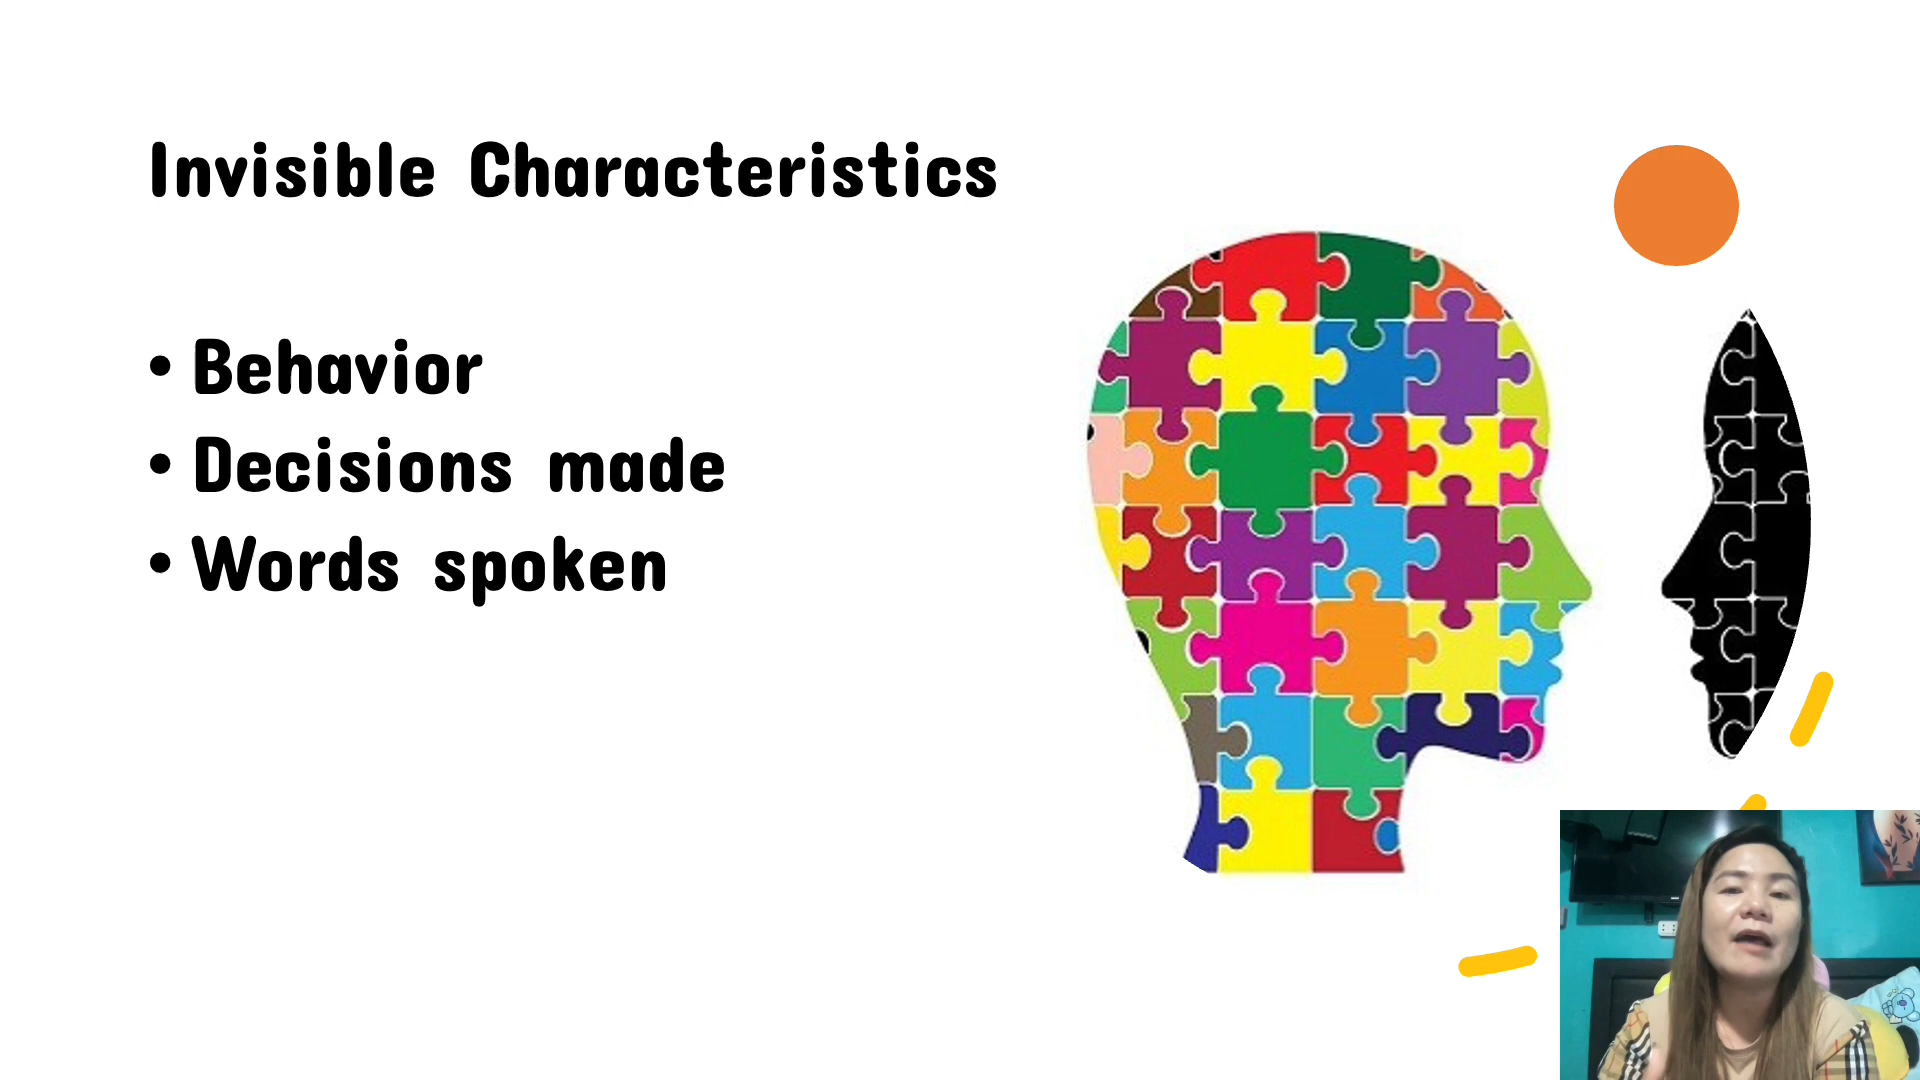 Invisible Characteristics
• Behavior
• Decisions made
• Words spoken